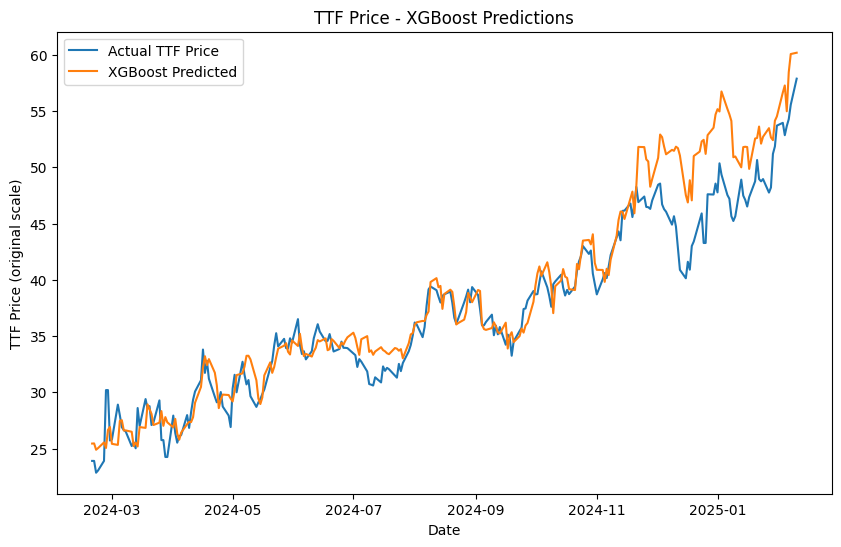 TTF Price - XGBoost Predictions
Actual TTF Price
XGBoost Predicted
TTF Price (original scale)
60
55
50
45
40
35
30
25
2024-03
2024-05
2024-07
2024-09
2024-11
2025-01
Date